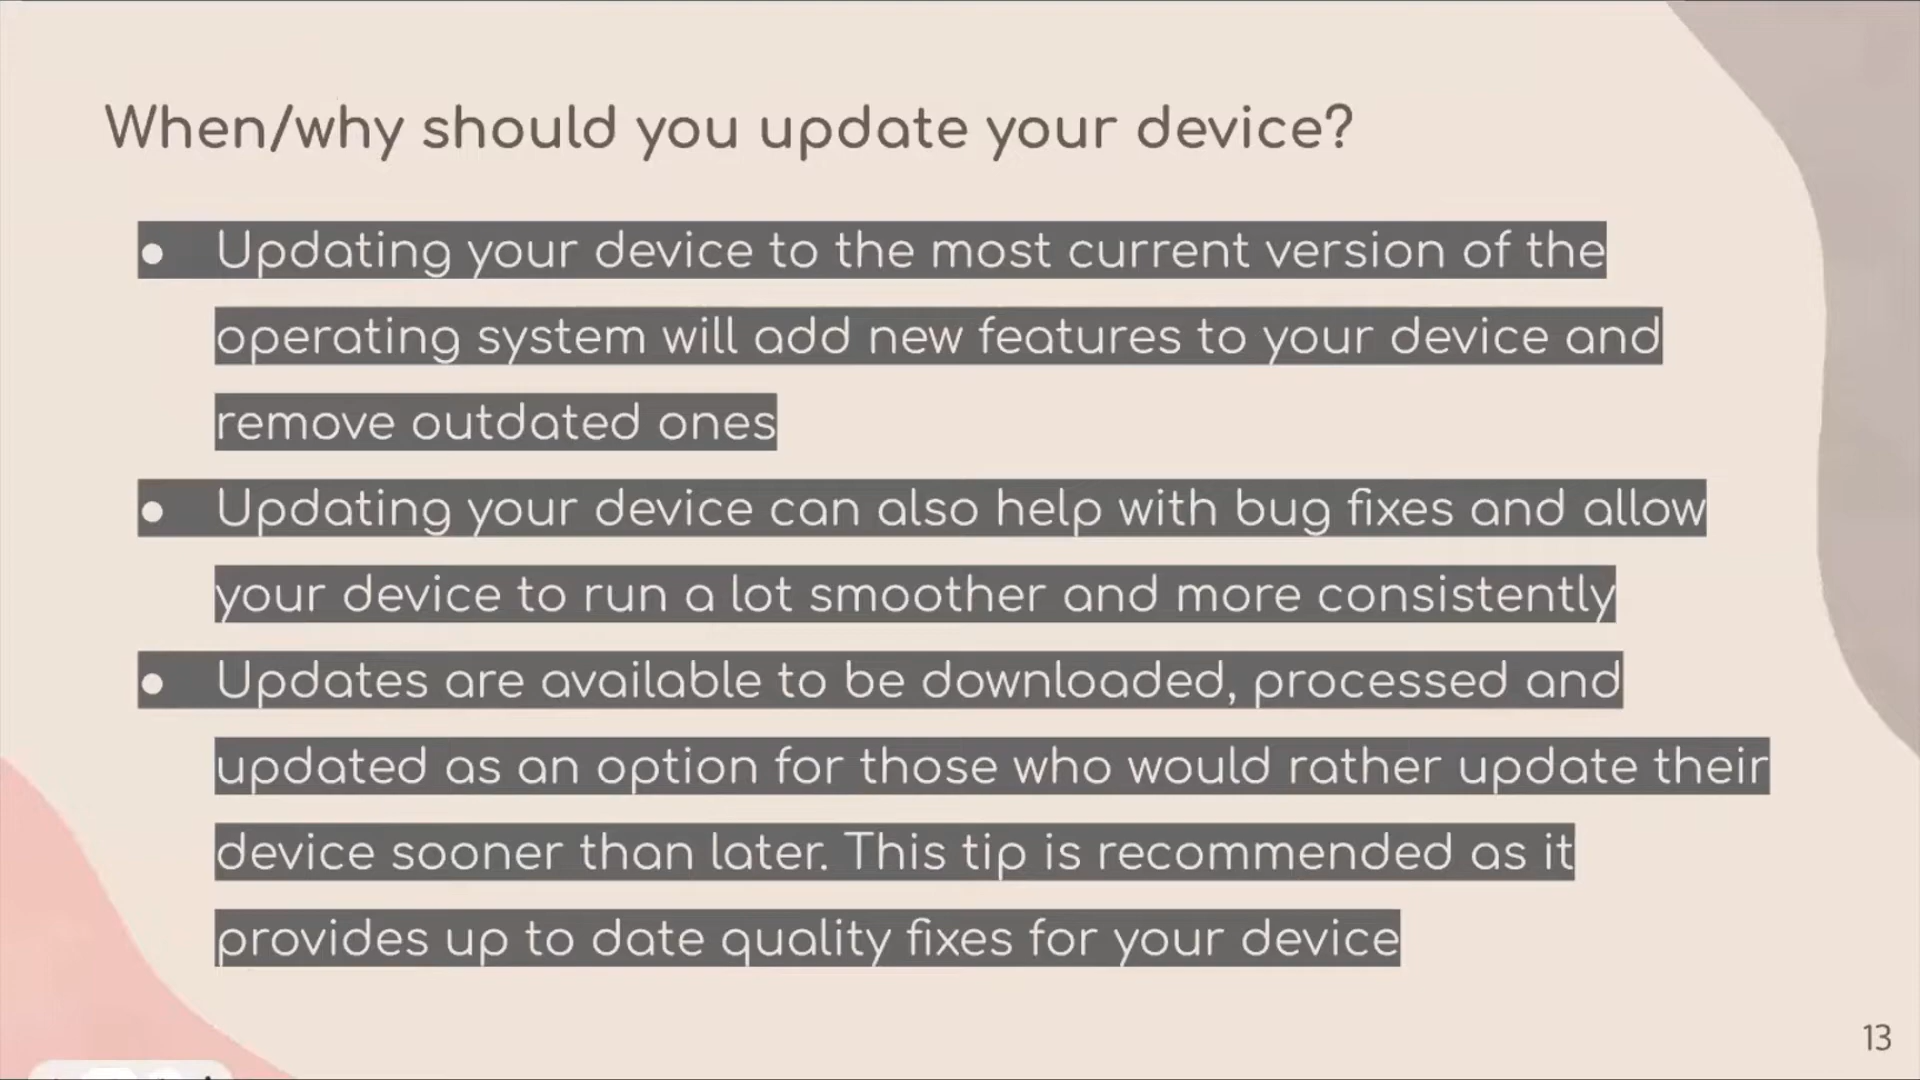 When/why should you update your device?
● Updating your device to the most current version of the
operating system will add new features to your device and
remove outdated ones
● Updating your device can also help with bug fixes and allow
your device to run a lot smoother and more consistently
● Updates are available to be downloaded, processed and
updated as an option for those who would rather update their
device sooner than later. This tip is recommended as it
provides up to date quality fixes for your device
13